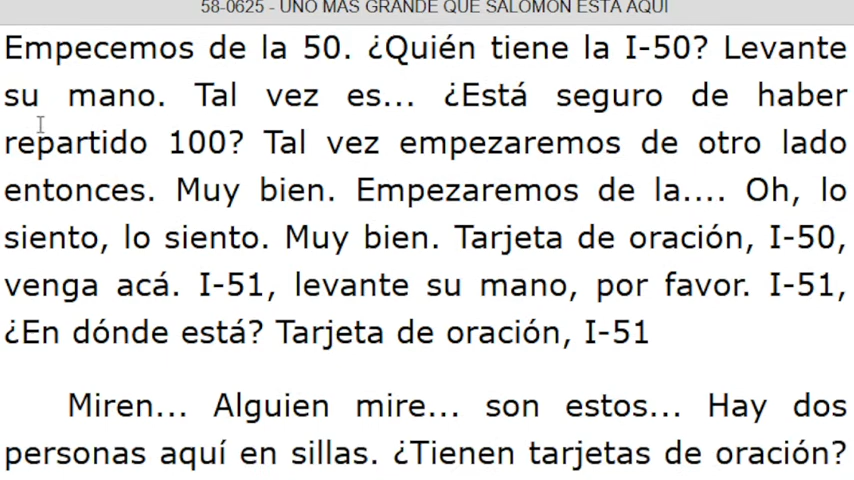 58-0625 - UNO MAS GRANDE QUE SALOMON ESTA AQUI
Empecemos de la 50. ¿Quién tiene la I-50? Levante
su mano. Tal vez es... ¿Está seguro de haber
repartido 100? Tal vez empezaremos de otro lado
entonces. Muy bien. Empezaremos de la.... Oh, lo
siento, lo siento. Muy bien. Tarjeta de oración, I-50,
venga acá. I-51, levante su mano, por favor. I-51,
¿En dónde está? Tarjeta de oración, I-51
Miren... Alguien mire... son estos... Hay dos
personas aquí en sillas. ¿Tienen tarjetas de oración?